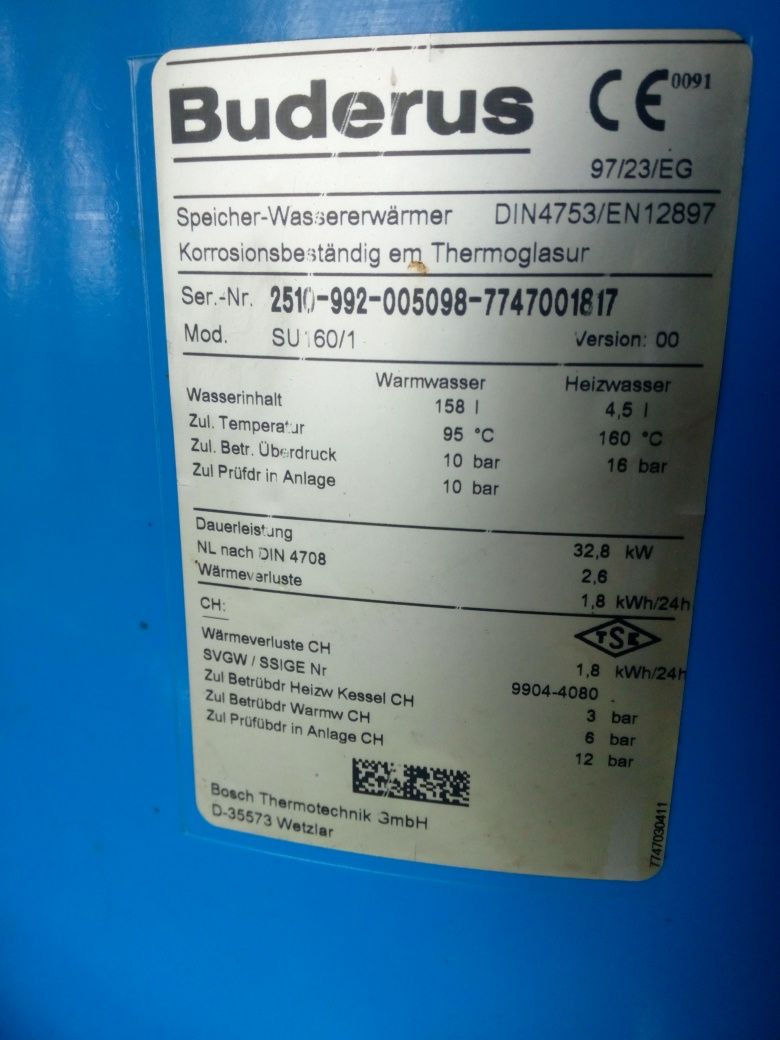 Buderus CE 0091
97/23/EG
Speicher-Wassererwärmer DIN4753/EN12897
Korrosionsbeständig em Thermoglasur
Ser.-Nr. 2510-992-005098-7747001817
Mod. SU160/1 Version: 00
Warmwasser Heizwasser
Wasserinhalt 158 l 4,5 l
Zul. Temperatur 95 °C 160 °C
Zul. Betr. Überdruck 10 bar 16 bar
Zul Prüfdr in Anlage 10 bar
Dauerleistung 32,8 kW
NL nach DIN 4708 2,6
Wärmeverluste 1,8 kWh/24h
CH: TSE
Wärmeverluste CH 1,8 kWh/24h
SVGW / SSIGE Nr 9904-4080
Zul Betrübdr Heizw Kessel CH 3 bar
Zul Betrübdr Warmw CH 6 bar
Zul Prüfübdr in Anlage CH 12 bar
Bosch Thermotechnik GmbH
D-35573 Wetzlar
7747030411